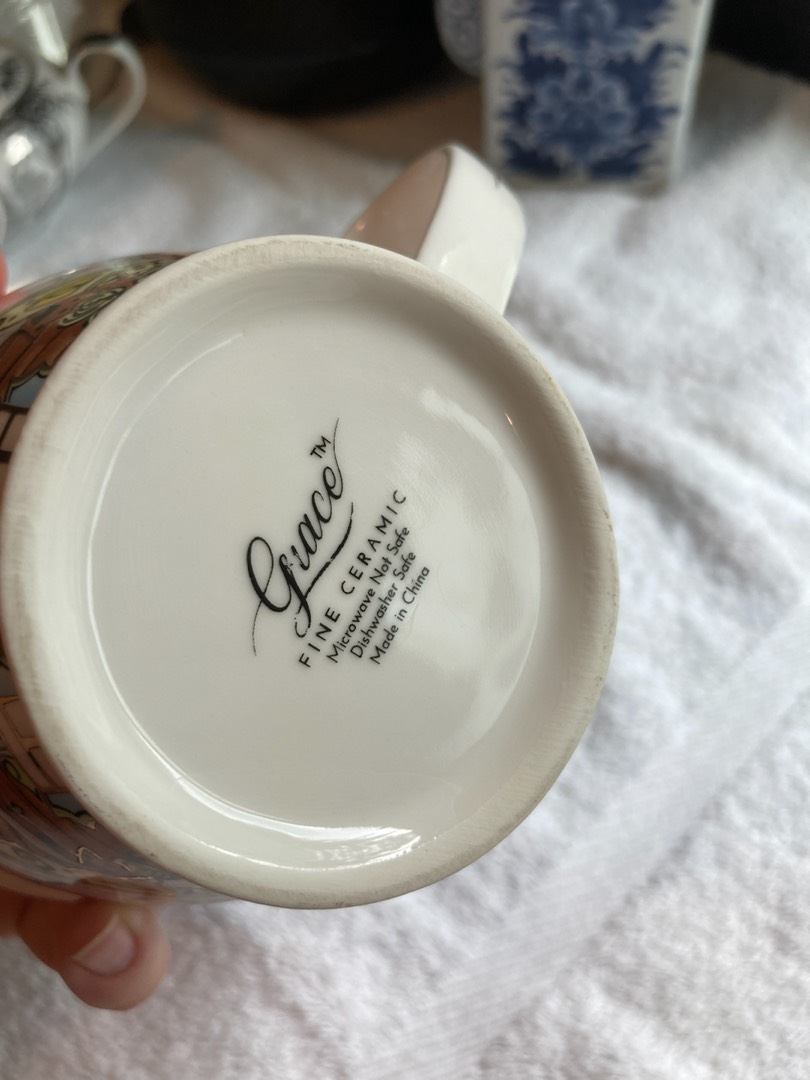 Grace™
FINE CERAMIC
Microwave Not Safe
Dishwasher Safe
Made in China